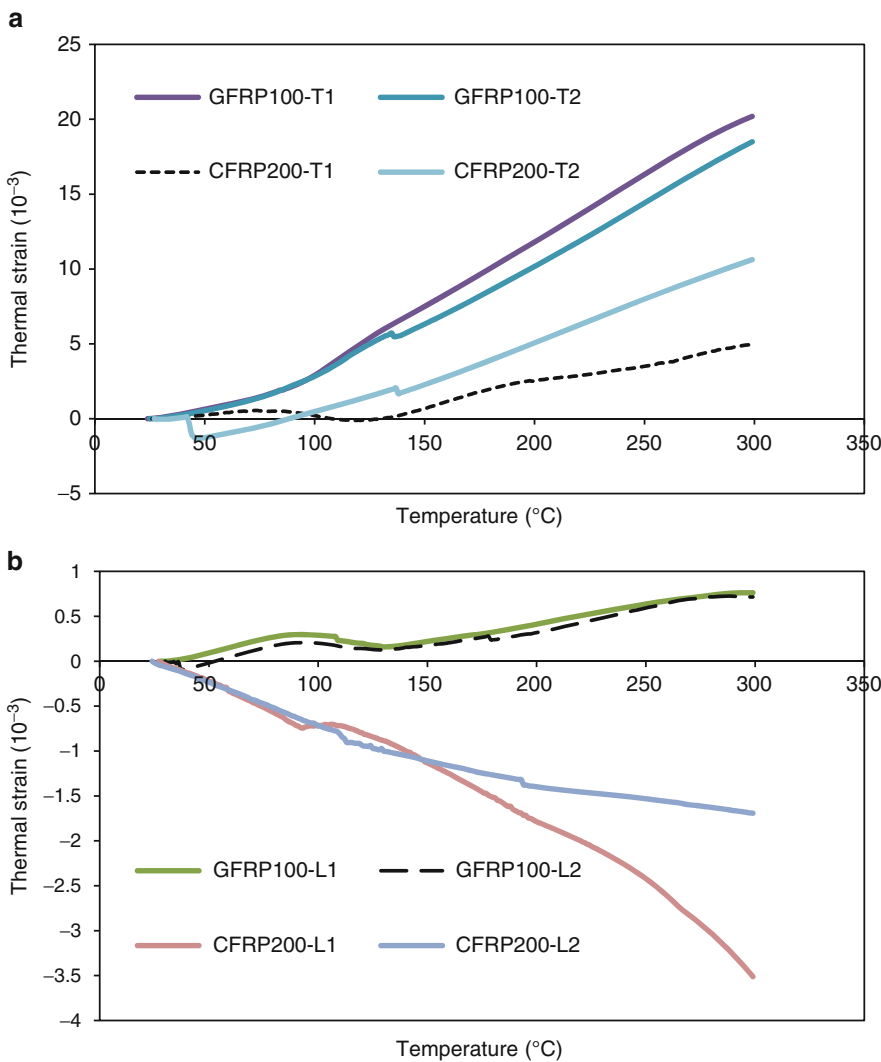 a
25
20
15
10
5
0
−5
Thermal strain (10⁻³)
GFRP100-T1
GFRP100-T2
CFRP200-T1
CFRP200-T2
0 50 100 150 200 250 300 350
Temperature (°C)
b
1
0.5
0
−0.5
−1
−1.5
−2
−2.5
−3
−3.5
−4
Thermal strain (10⁻³)
0 50 100 150 200 250 300 350
GFRP100-L1
GFRP100-L2
CFRP200-L1
CFRP200-L2
Temperature (°C)